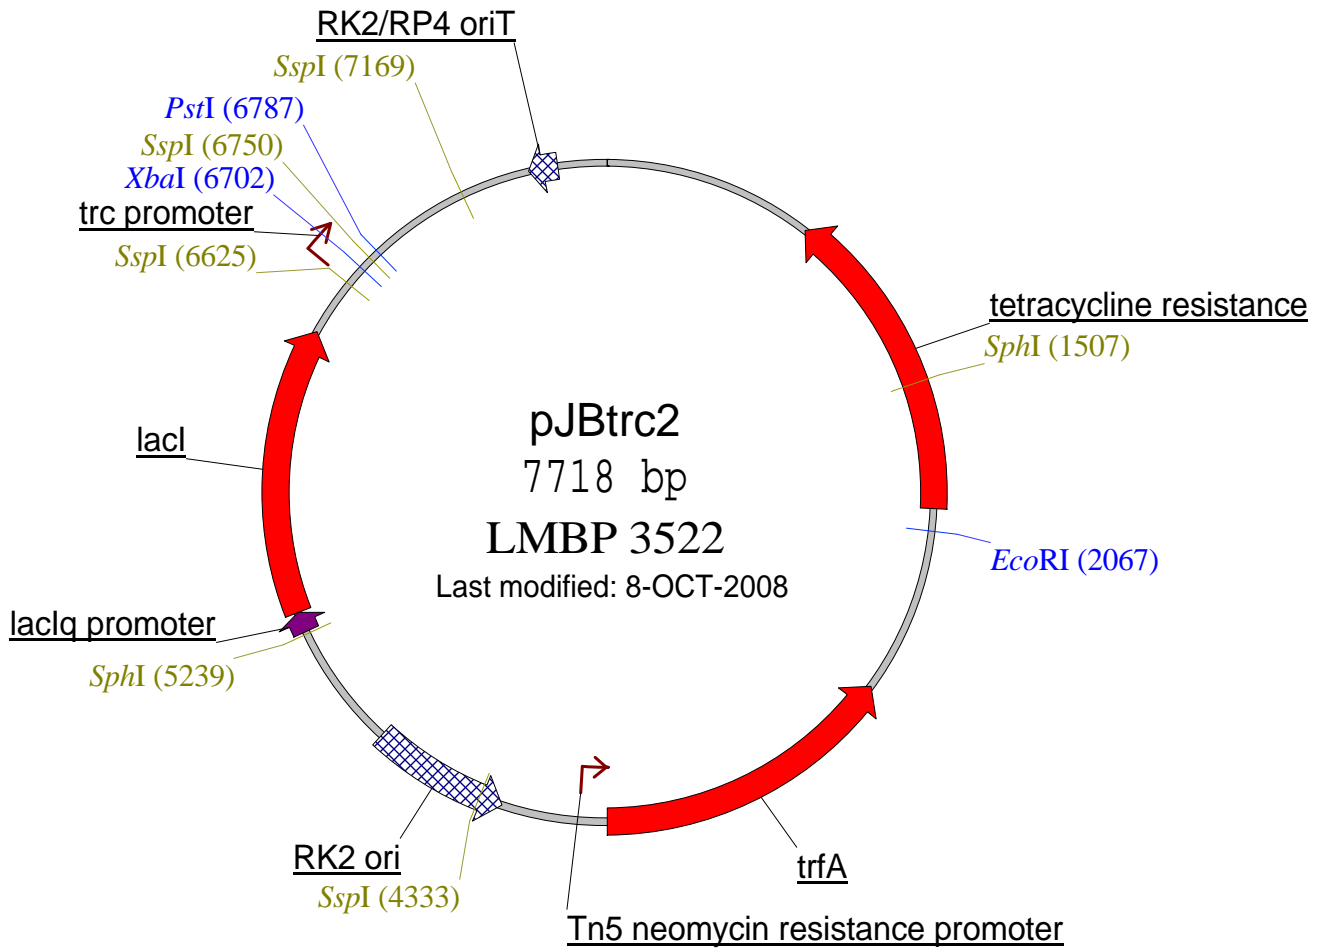 RK2/RP4 oriT
SspI (7169)
PstI (6787)
SspI (6750)
XbaI (6702)
trc promoter
SspI (6625)
tetracycline resistance
SphI (1507)
lacI
pJBtrc2
7718 bp
LMBP 3522
Last modified: 8-OCT-2008
EcoRI (2067)
lacIq promoter
SphI (5239)
RK2 ori
SspI (4333)
trfA
Tn5 neomycin resistance promoter